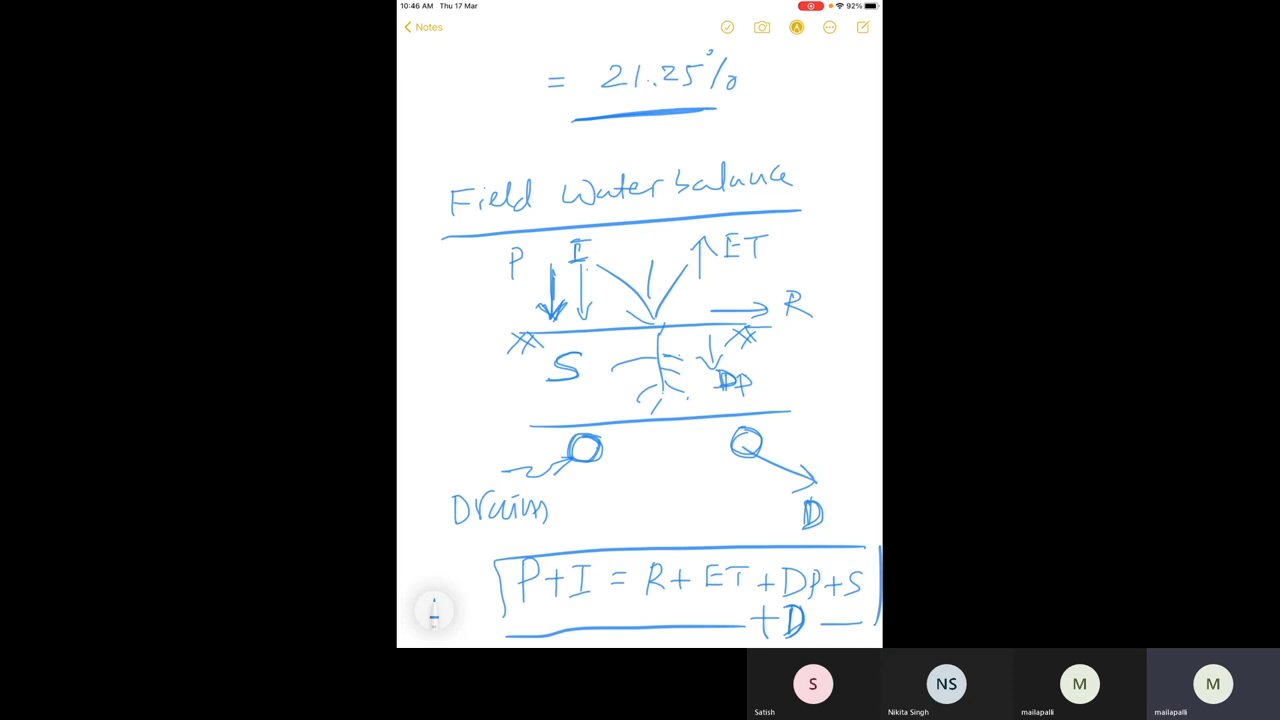 10:46 AM Thu 17 Mar
92%
Notes
= 21.25%
Field Water balance
P I ET
R
S
DP
Drains
D
P+I = R+ ET +DP+S
+D
S NS M M
Satish Nikita Singh mailapalli mailapalli